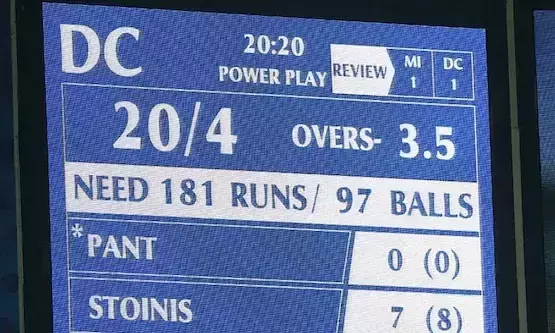 DC 20:20 REVIEW MI DC
POWER PLAY 1 1
20/4 OVERS- 3.5
NEED 181 RUNS/ 97 BALLS
*PANT 0 (0)
STOINIS 7 (8)